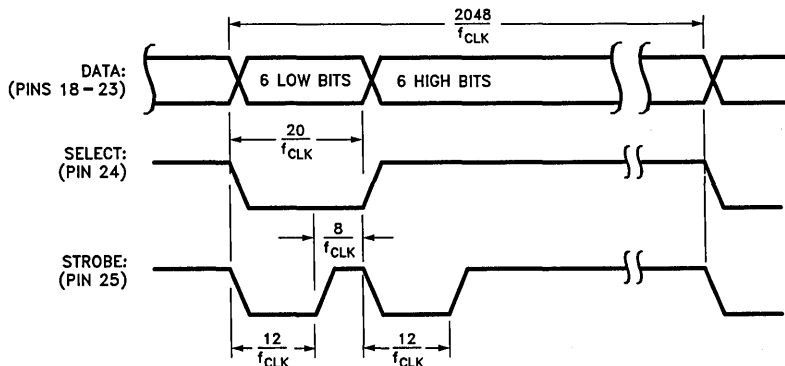 2048
fCLK
DATA:
(PINS 18-23)
6 LOW BITS
6 HIGH BITS
20
fCLK
SELECT:
(PIN 24)
8
fCLK
STROBE:
(PIN 25)
12
fCLK
12
fCLK